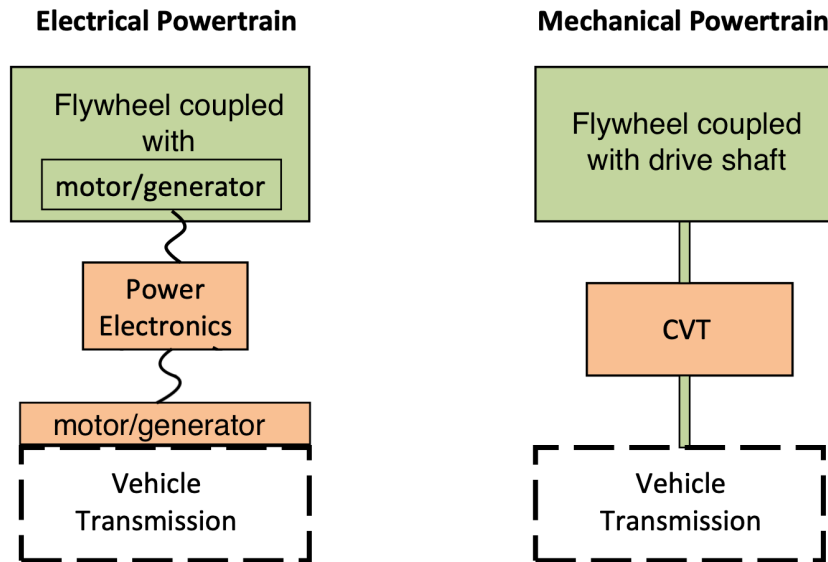 Electrical Powertrain
Flywheel coupled
with
motor/generator
Power
Electronics
motor/generator
Vehicle
Transmission
Mechanical Powertrain
Flywheel coupled
with drive shaft
CVT
Vehicle
Transmission